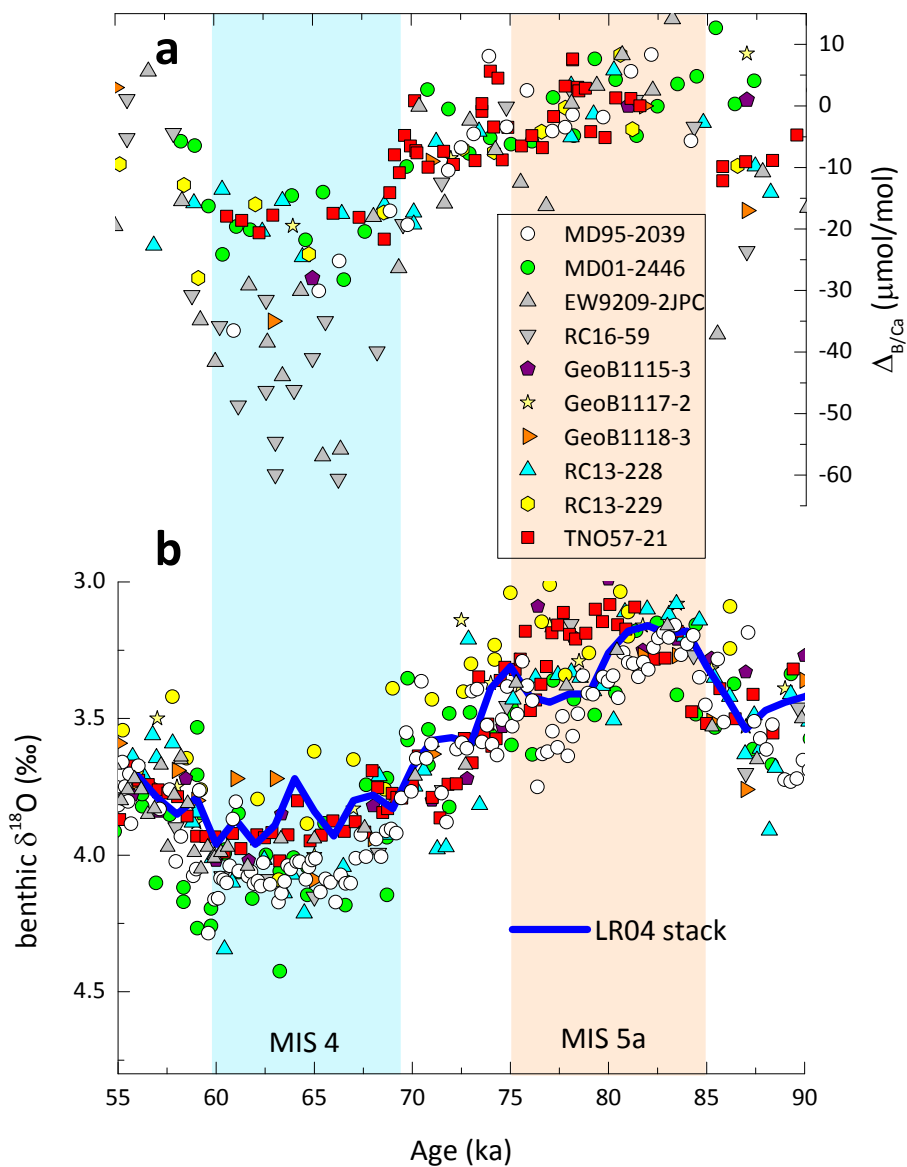 a
10
0
-10
-20
-30
-40
-50
-60
ΔB/Ca (μmol/mol)
MD95-2039
MD01-2446
EW9209-2JPC
RC16-59
GeoB1115-3
GeoB1117-2
GeoB1118-3
RC13-228
RC13-229
TNO57-21
b
3.0
3.5
4.0
4.5
benthic δ18O (‰)
LR04 stack
MIS 4 MIS 5a
55 60 65 70 75 80 85 90
Age (ka)